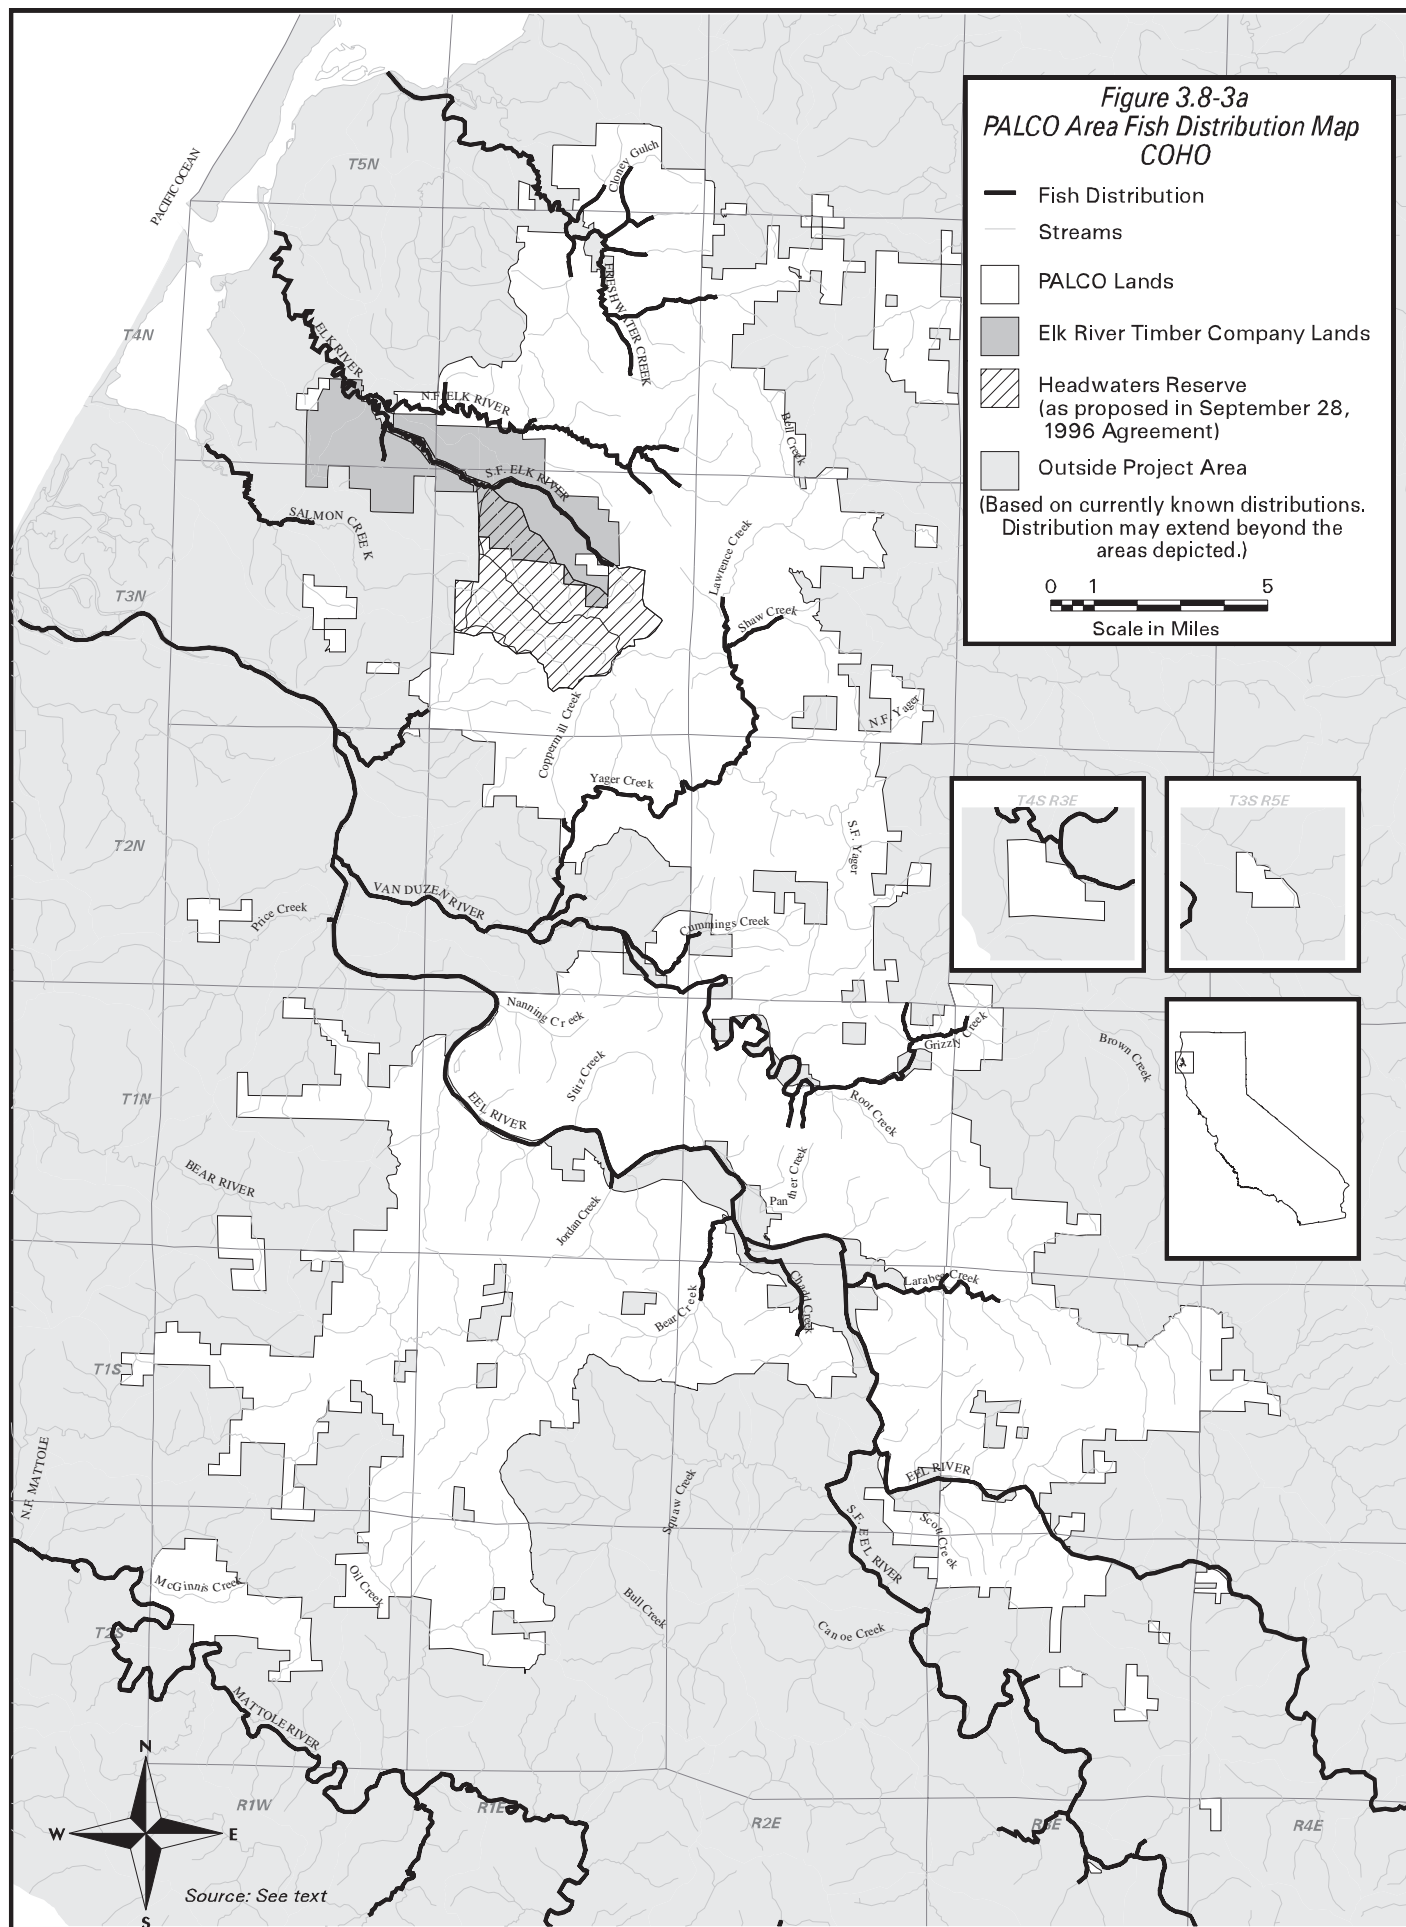 Figure 3.8-3a
PALCO Area Fish Distribution Map
COHO
Fish Distribution
Streams
PALCO Lands
Elk River Timber Company Lands
Headwaters Reserve
(as proposed in September 28,
1996 Agreement)
Outside Project Area
(Based on currently known distributions.
Distribution may extend beyond the
areas depicted.)
0 1 5
Scale in Miles
PACIFIC OCEAN
T5N
Cloney Gulch
FRESHWATER CREEK
T4N
ELK RIVER
N.F. ELK RIVER
Bell Creek
S.F. ELK RIVER
SALMON CREEK
Lawrence Creek
T3N
Shaw Creek
N.F. Yager
Coppermill Creek
Yager Creek
T4S R3E
T3S R5E
T2N
S.F. Yager
VAN DUZEN RIVER
Price Creek
Cummings Creek
Nanning Creek
Grizzly Creek
Brown Creek
Stitz Creek
T1N
EEL RIVER
Root Creek
BEAR RIVER
Panther Creek
Jordan Creek
Larabee Creek
Chadd Creek
Bear Creek
T1S
N.F. MATTOLE
EEL RIVER
Squaw Creek
S.F. EEL RIVER
Scott Creek
McGinnis Creek
Oil Creek
Bull Creek
Canoe Creek
T2S
MATTOLE RIVER
N
W E
S
R1W
R1E
R2E
R3E
R4E
Source: See text